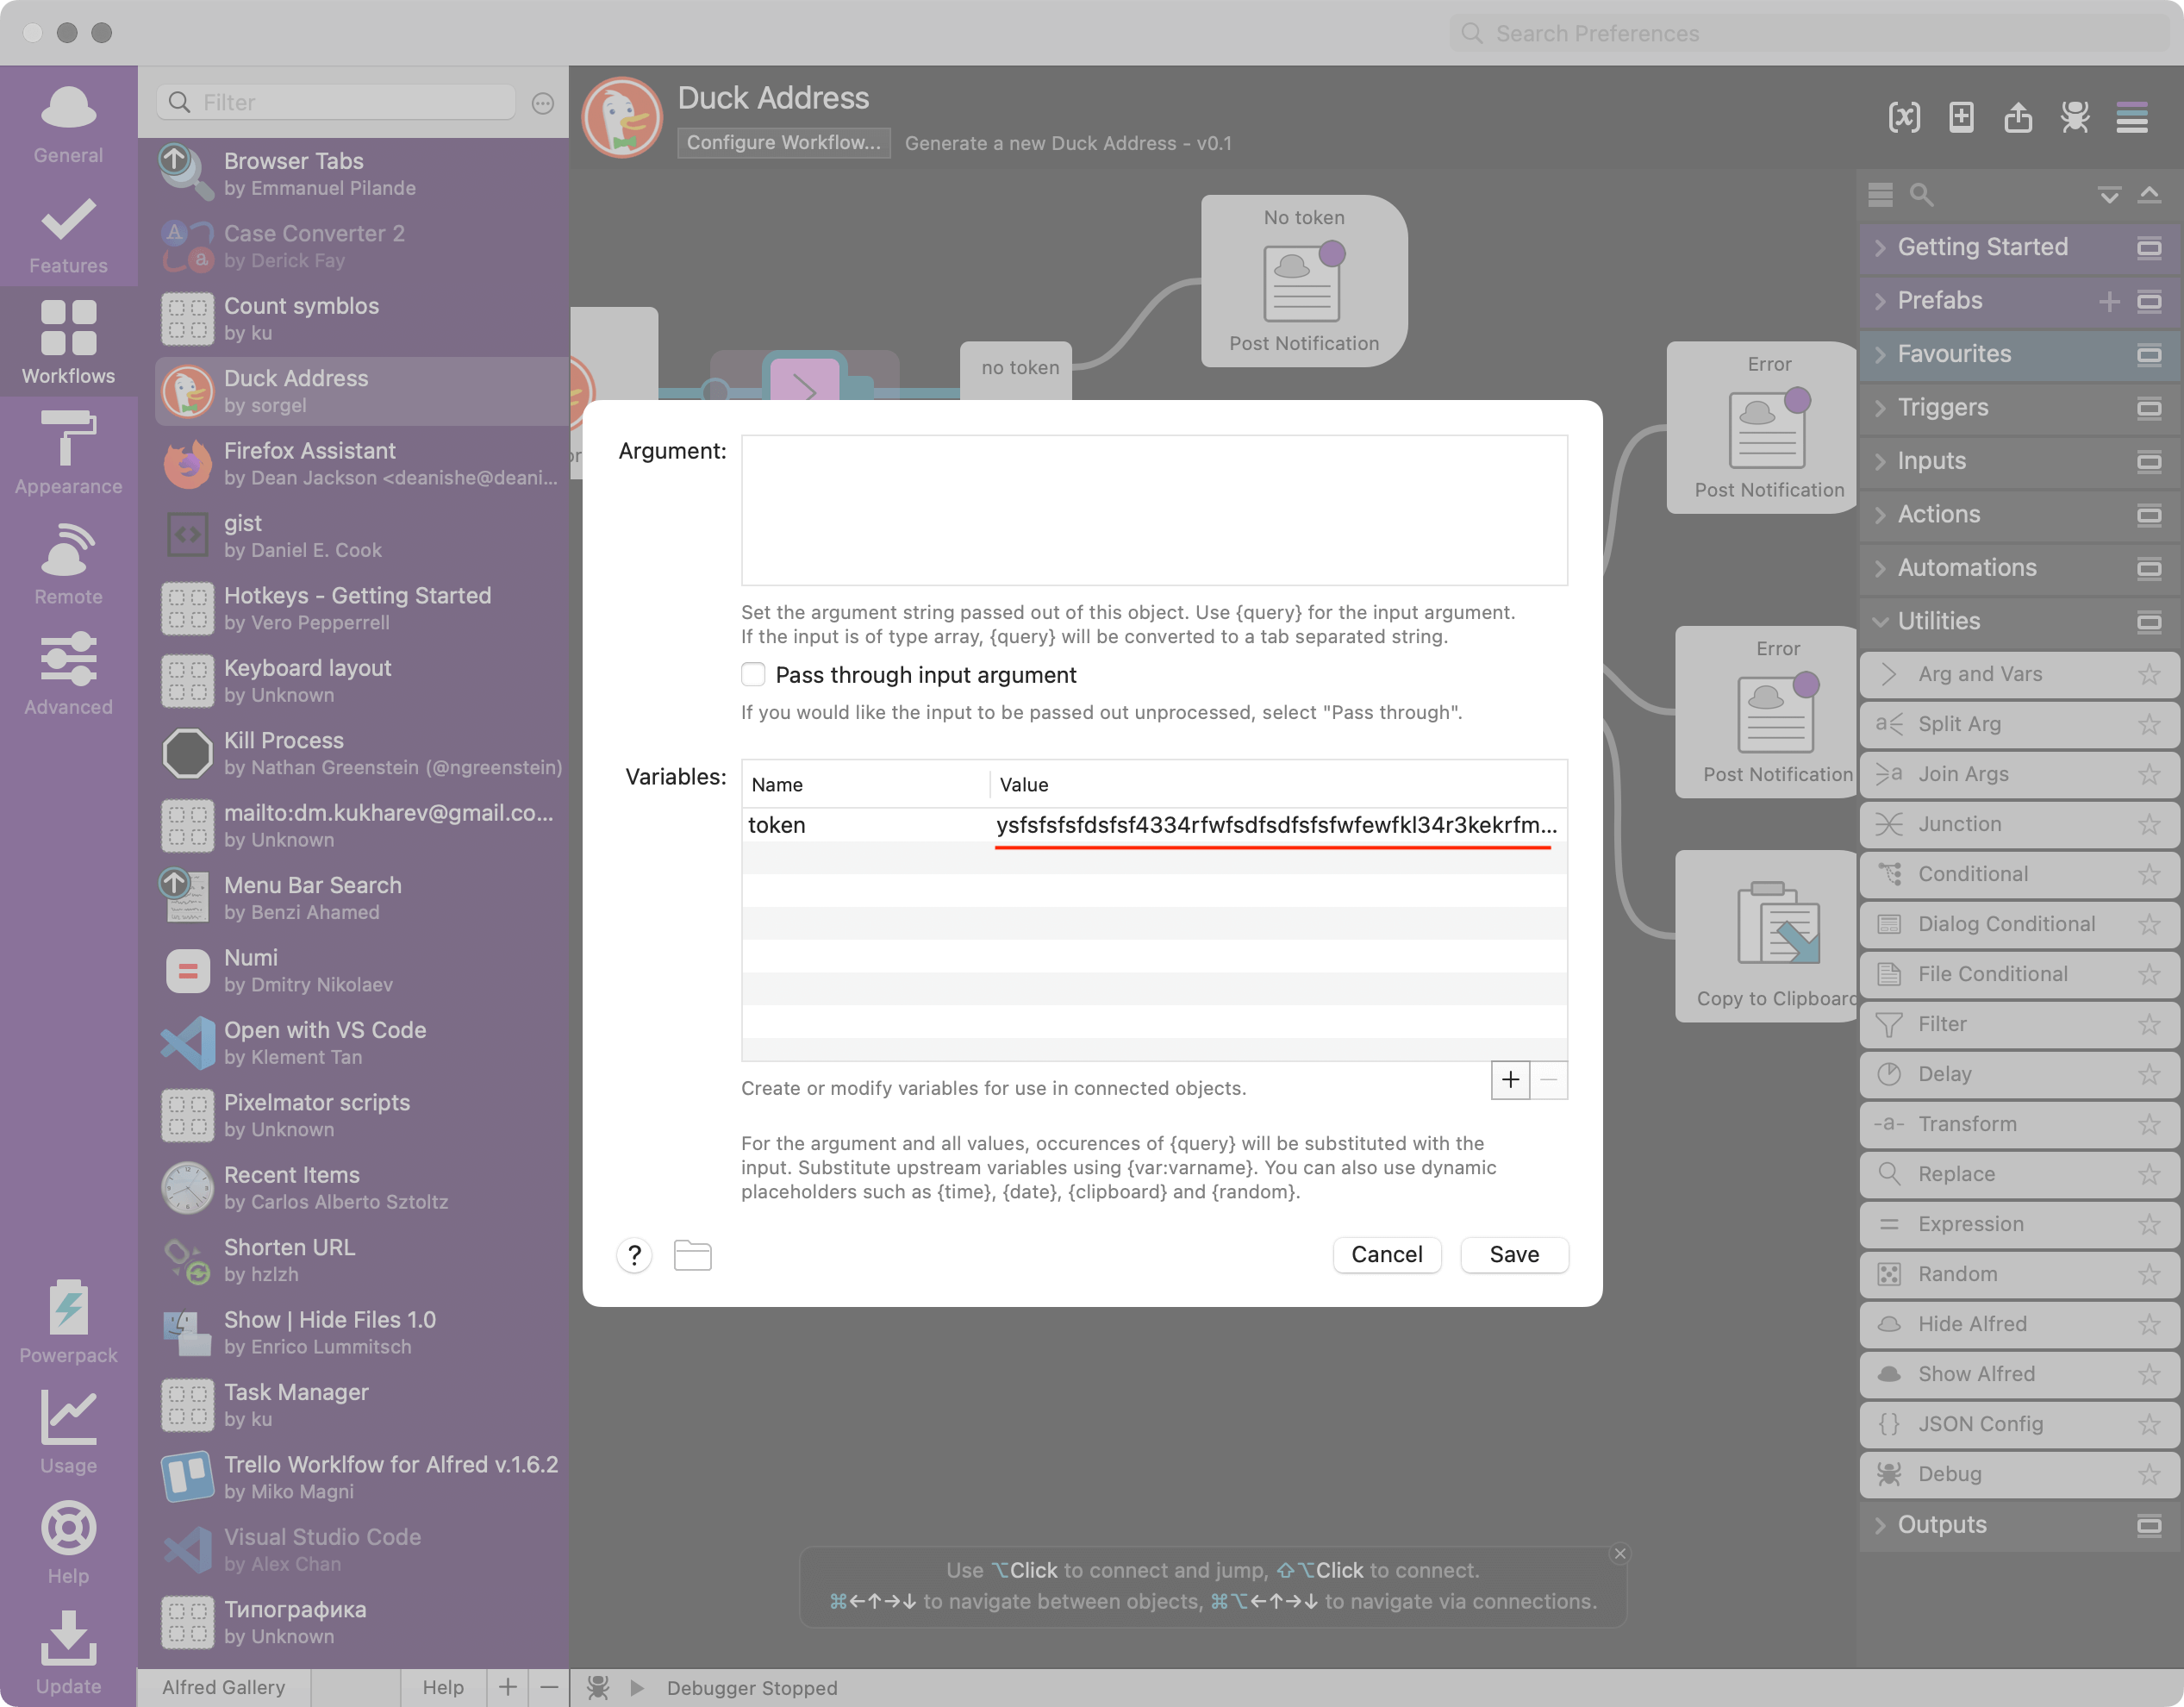 Search Preferences
General
Features
Workflows
Appearance
Remote
Advanced
Powerpack
Usage
Help
Update
Filter
Browser Tabs
by Emmanuel Pilande
Case Converter 2
by Derick Fay
Count symblos
by ku
Duck Address
by sorgel
Firefox Assistant
by Dean Jackson <deanishe@deani...
gist
by Daniel E. Cook
Hotkeys - Getting Started
by Vero Pepperrell
Keyboard layout
by Unknown
Kill Process
by Nathan Greenstein (@ngreenstein)
mailto:dm.kukharev@gmail.co...
by Unknown
Menu Bar Search
by Benzi Ahamed
Numi
by Dmitry Nikolaev
Open with VS Code
by Klement Tan
Pixelmator scripts
by Unknown
Recent Items
by Carlos Alberto Sztoltz
Shorten URL
by hzlzh
Show | Hide Files 1.0
by Enrico Lummitsch
Task Manager
by ku
Trello Worklfow for Alfred v.1.6.2
by Miko Magni
Visual Studio Code
by Alex Chan
Типографика
by Unknown
Alfred Gallery
Help
Duck Address
Configure Workflow...
Generate a new Duck Address - v0.1
No token
Post Notification
no token
Error
Post Notification
Error
Post Notification
Copy to Clipboard
Argument:
Set the argument string passed out of this object. Use {query} for the input argument.
If the input is of type array, {query} will be converted to a tab separated string.
Pass through input argument
If you would like the input to be passed out unprocessed, select "Pass through".
Variables:
Name
Value
token
ysfsfsfsfdsfsf4334rfwfsdfsdfsfsfwfewfkl34r3kekrfm...
Create or modify variables for use in connected objects.
For the argument and all values, occurences of {query} will be substituted with the
input. Substitute upstream variables using {var:varname}. You can also use dynamic
placeholders such as {time}, {date}, {clipboard} and {random}.
?
Cancel
Save
Getting Started
Prefabs
Favourites
Triggers
Inputs
Actions
Automations
Utilities
Arg and Vars
Split Arg
Join Args
Junction
Conditional
Dialog Conditional
File Conditional
Filter
Delay
-a- Transform
Replace
Expression
Random
Hide Alfred
Show Alfred
{ } JSON Config
Debug
Outputs
Use ⌥Click to connect and jump, ⇧⌥Click to connect.
⌘←↑→↓ to navigate between objects, ⌘⌥←↑→↓ to navigate via connections.
Debugger Stopped